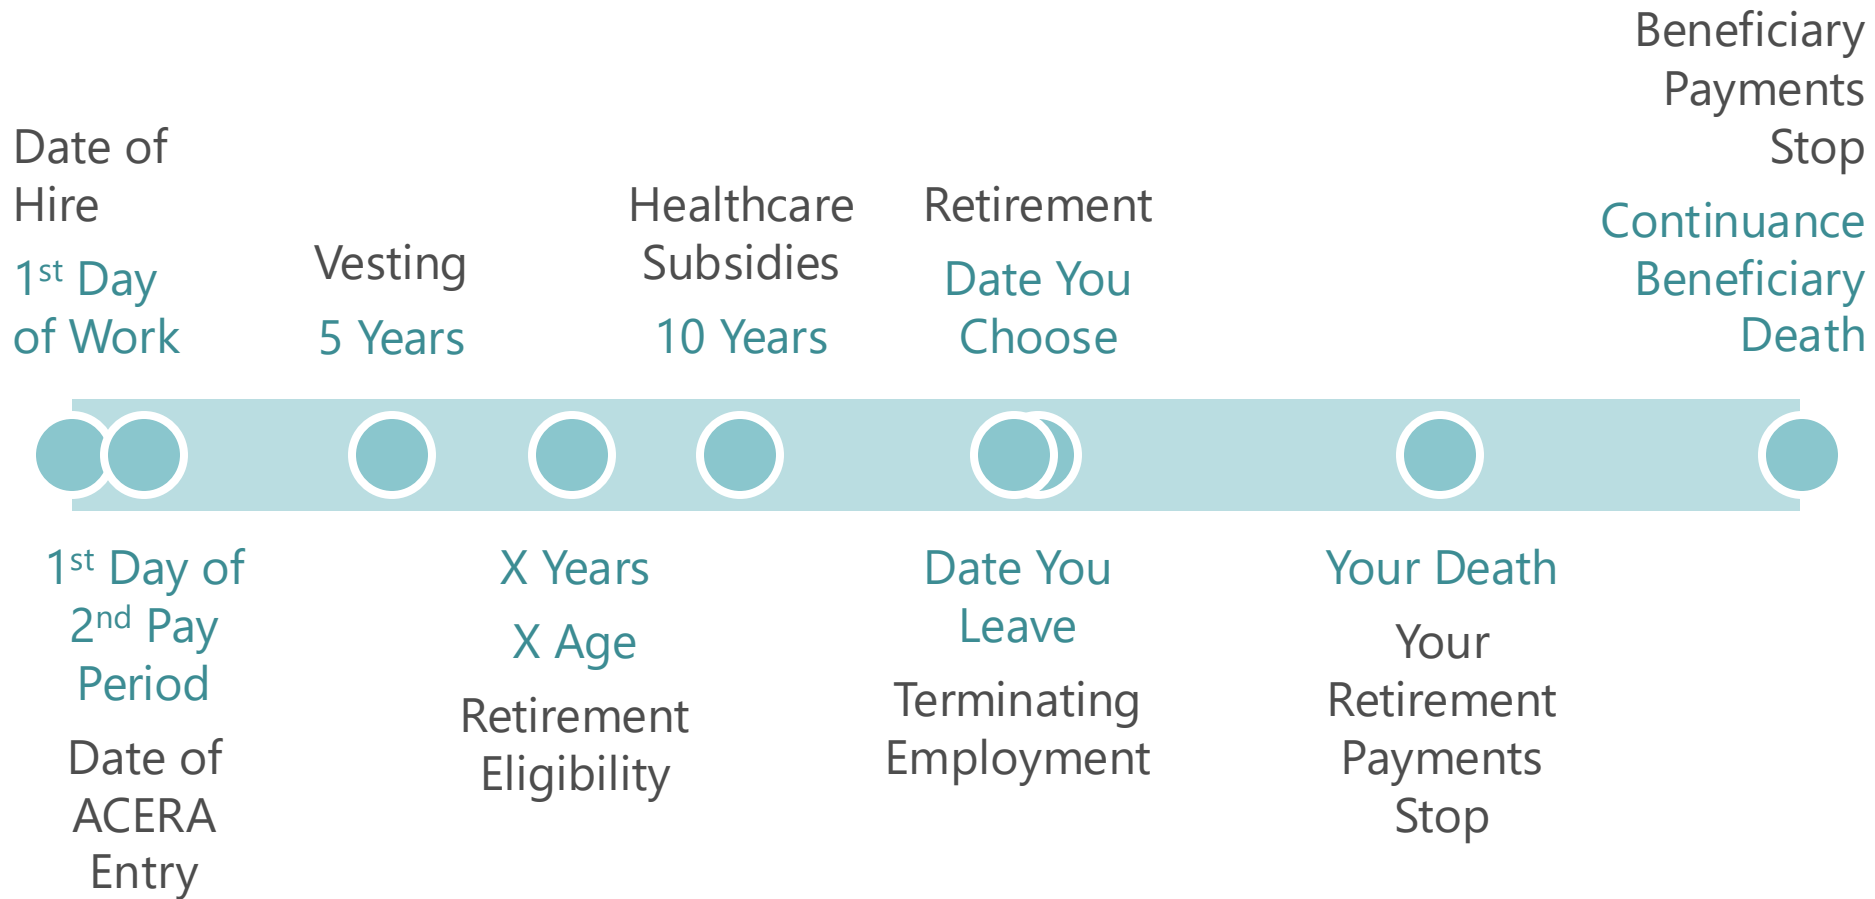 Date of
Hire
1st Day
of Work
Vesting
5 Years
Healthcare
Subsidies
10 Years
Retirement
Date You
Choose
Beneficiary
Payments
Stop
Continuance
Beneficiary
Death
1st Day of
2nd Pay
Period
Date of
ACERA
Entry
X Years
X Age
Retirement
Eligibility
Date You
Leave
Terminating
Employment
Your Death
Your
Retirement
Payments
Stop